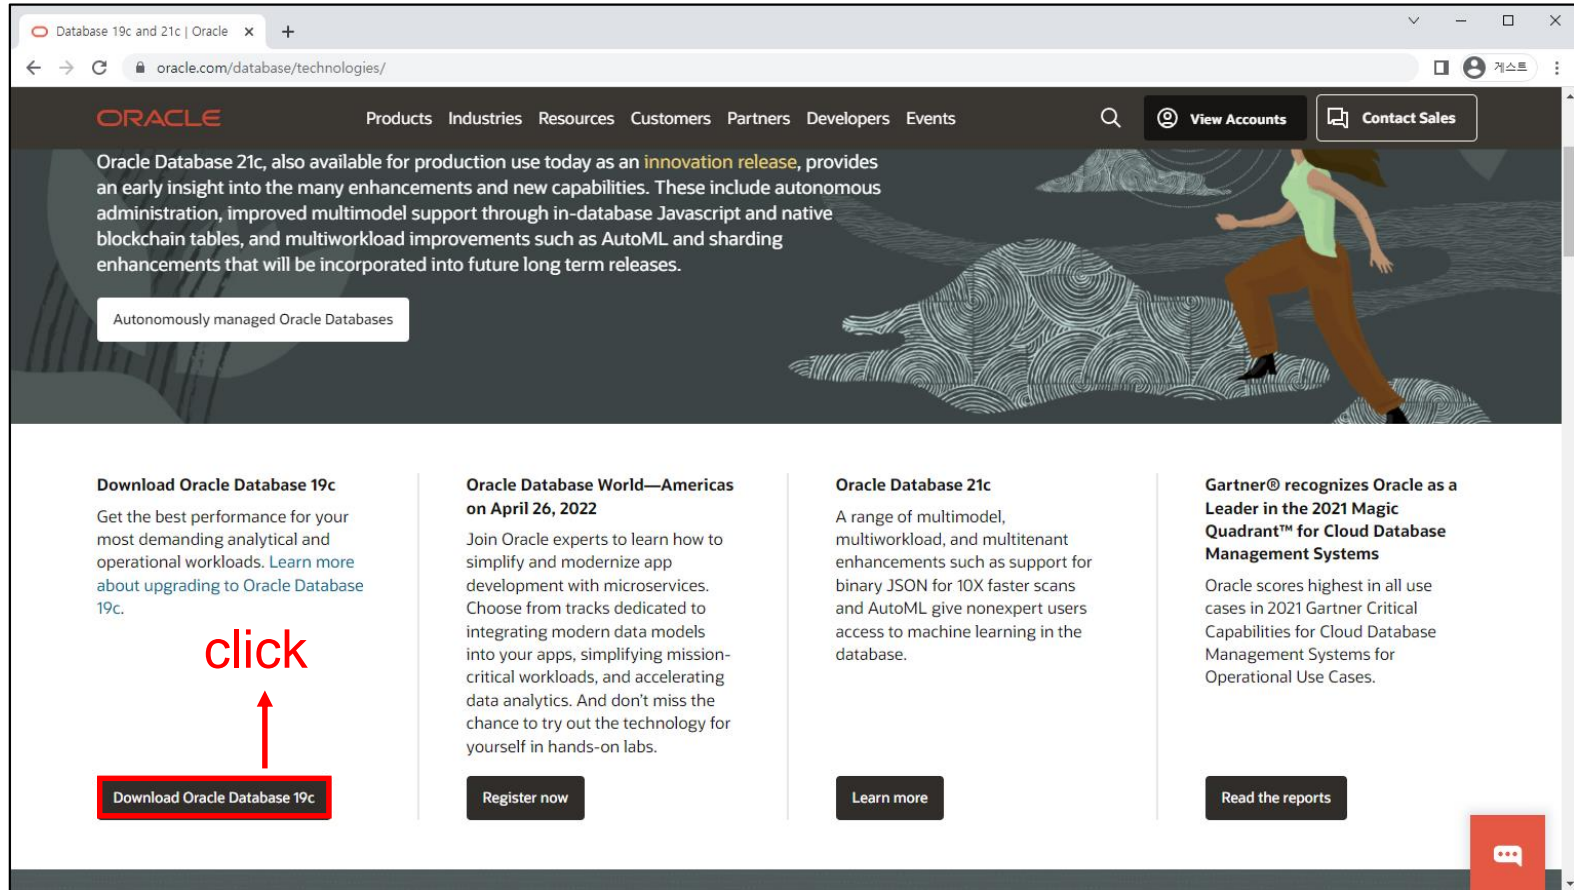 Database 19c and 21c | Oracle
oracle.com/database/technologies/
게스트
ORACLE
Products Industries Resources Customers Partners Developers Events
View Accounts
Contact Sales
Oracle Database 21c, also available for production use today as an innovation release, provides
an early insight into the many enhancements and new capabilities. These include autonomous
administration, improved multimodel support through in-database Javascript and native
blockchain tables, and multiworkload improvements such as AutoML and sharding
enhancements that will be incorporated into future long term releases.
Autonomously managed Oracle Databases
Download Oracle Database 19c
Get the best performance for your
most demanding analytical and
operational workloads. Learn more
about upgrading to Oracle Database
19c.
click
Download Oracle Database 19c
Oracle Database World—Americas
on April 26, 2022
Join Oracle experts to learn how to
simplify and modernize app
development with microservices.
Choose from tracks dedicated to
integrating modern data models
into your apps, simplifying mission-
critical workloads, and accelerating
data analytics. And don't miss the
chance to try out the technology for
yourself in hands-on labs.
Register now
Oracle Database 21c
A range of multimodel,
multiworkload, and multitenant
enhancements such as support for
binary JSON for 10X faster scans
and AutoML give nonexpert users
access to machine learning in the
database.
Learn more
Gartner® recognizes Oracle as a
Leader in the 2021 Magic
Quadrant™ for Cloud Database
Management Systems
Oracle scores highest in all use
cases in 2021 Gartner Critical
Capabilities for Cloud Database
Management Systems for
Operational Use Cases.
Read the reports